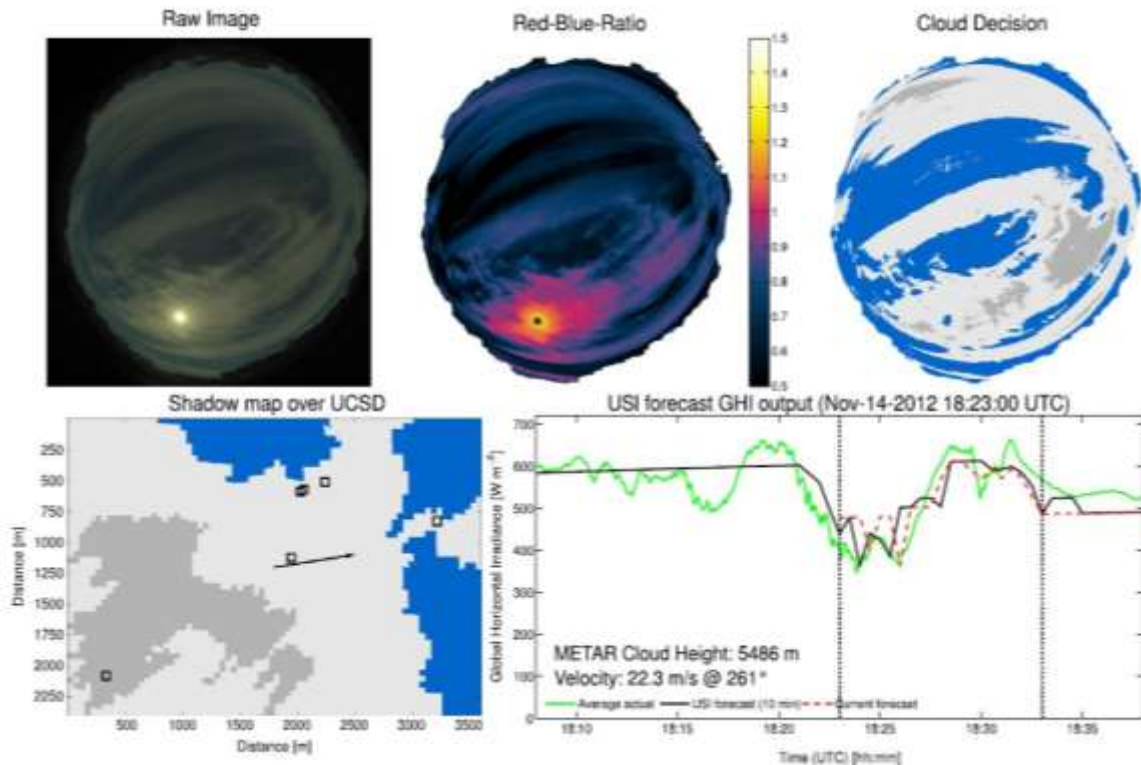 Raw Image
Red-Blue-Ratio
Cloud Decision
1.5
1.4
1.3
1.2
1.1
1
0.9
0.8
0.7
0.6
0.5
Shadow map over UCSD
250
500
750
1000
1250
1500
1750
2000
2250
Distance [m]
500 1000 1500 2000 2500 3000 3500
Distance [m]
USI forecast GHI output (Nov-14-2012 18:23:00 UTC)
700
600
500
400
300
200
100
0
Global Horizontal Irradiance [W m-2]
METAR Cloud Height: 5486 m
Velocity: 22.3 m/s @ 261°
Average actual USI forecast (10 min) Current forecast
18:10 18:15 18:20 18:25 18:30 18:35
Time (UTC) [hh:mm]